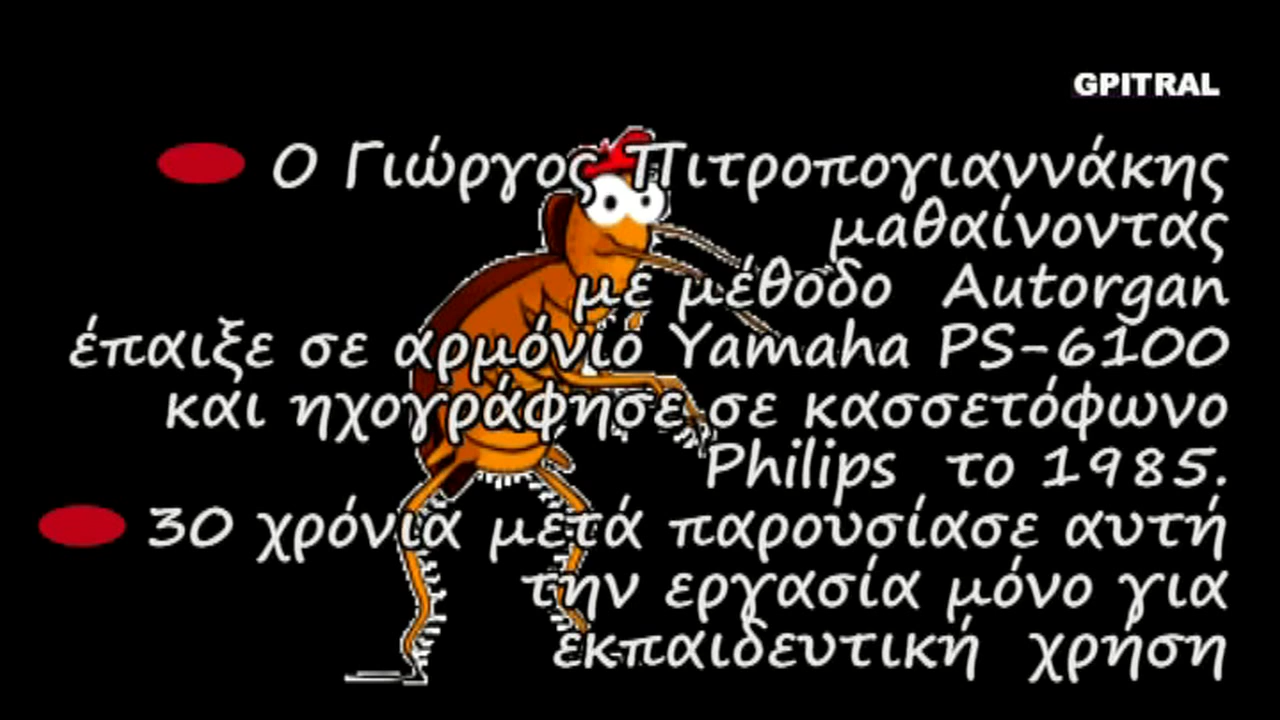 GPITRAL
Ο Γιώργος Πιτροπογιαννάκης
μαθαίνοντας
με μέθοδο Autorgan
έπαιξε σε αρμόνιο Yamaha PS-6100
και ηχογράφησε σε κασσετόφωνο
Philips το 1985.
30 χρόνια μετά παρουσίασε αυτή
την εργασία μόνο για
εκπαιδευτική χρήση